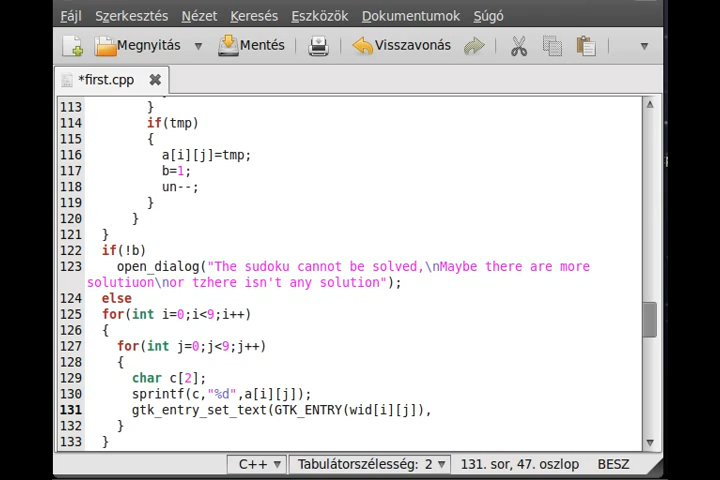 Fájl Szerkesztés Nézet Keresés Eszközök Dokumentumok Súgó
Megnyitás Mentés Visszavonás
*first.cpp
113 }
114 if(tmp)
115 {
116 a[i][j]=tmp;
117 b=1;
118 un--;
119 }
120 }
121 }
122 if(!b)
123 open_dialog("The sudoku cannot be solved,\nMaybe there are more
solutiuon\nor tzhere isn't any solution");
124 else
125 for(int i=0;i<9;i++)
126 {
127 for(int j=0;j<9;j++)
128 {
129 char c[2];
130 sprintf(c,"%d",a[i][j]);
131 gtk_entry_set_text(GTK_ENTRY(wid[i][j]),
132 }
133 }
C++ Tabulátorszélesség: 2 131. sor, 47. oszlop BESZ